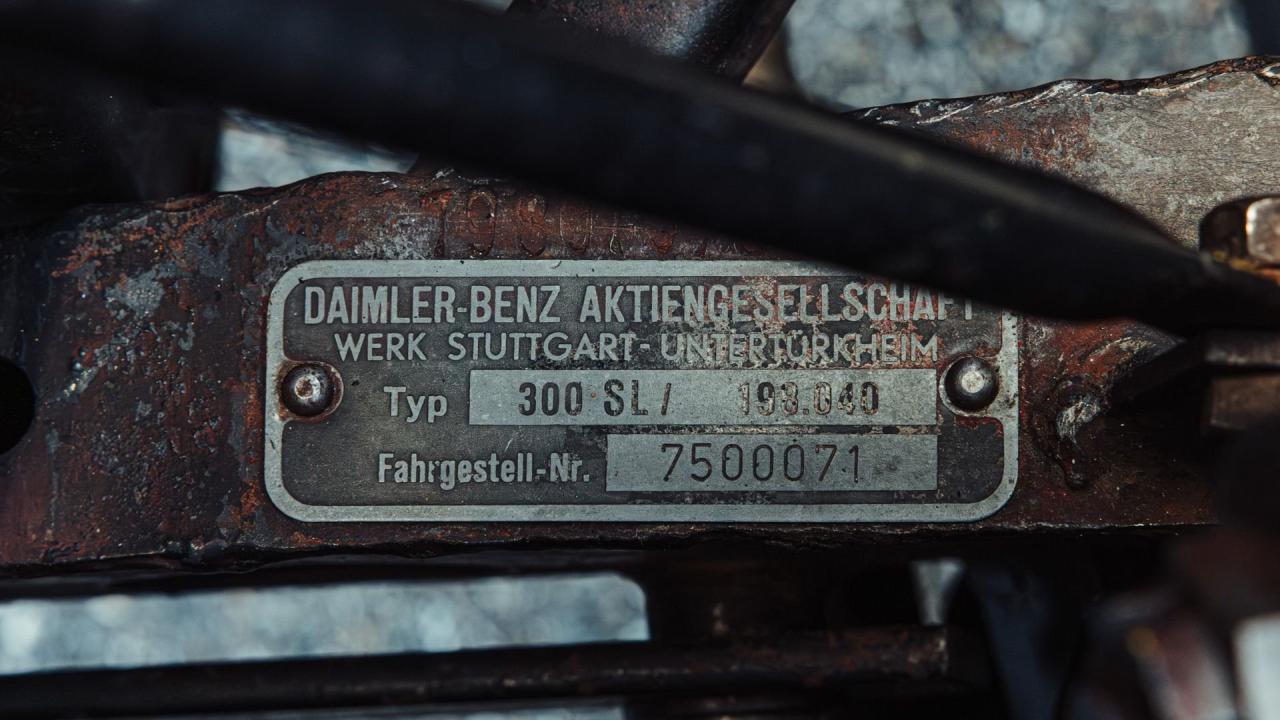 DAIMLER-BENZ AKTIENGESELLSCHAFT
WERK STUTTGART-UNTERTÜRKHEIM
Typ 300 SL / 198.040
Fahrgestell-Nr. 7500071